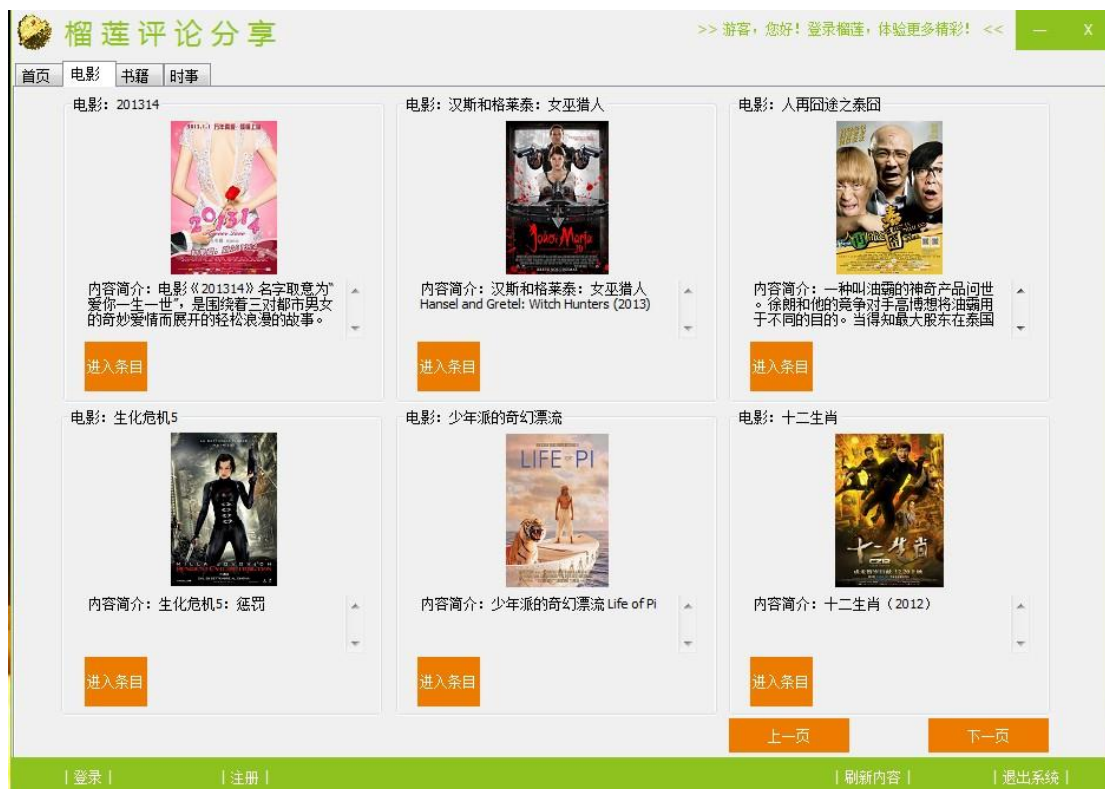 榴莲评论分享
>> 游客，您好！登录榴莲，体验更多精彩！ <<
— X
首页 电影 书籍 时事
电影：201314
201314
内容简介：电影《201314》名字取意为“
爱你一生一世”，是围绕着三对都市男女
的奇妙爱情而展开的轻松浪漫的故事。
进入条目
电影：汉斯和格莱泰：女巫猎人
João e Maria
内容简介：汉斯和格莱泰：女巫猎人
Hansel and Gretel: Witch Hunters (2013)
进入条目
电影：人再囧途之泰囧
内容简介：一种叫油霸的神奇产品问世
。徐朗和他的竞争对手高博想将油霸用
于不同的目的。当得知最大股东在泰国
进入条目
电影：生化危机5
MILLA JOVOVICH
内容简介：生化危机5：惩罚
进入条目
电影：少年派的奇幻漂流
LIFE OF PI
内容简介：少年派的奇幻漂流 Life of Pi
进入条目
电影：十二生肖
十二生肖
CZ12
内容简介：十二生肖（2012）
进入条目
上一页 下一页
|登录| |注册| |刷新内容| |退出系统|